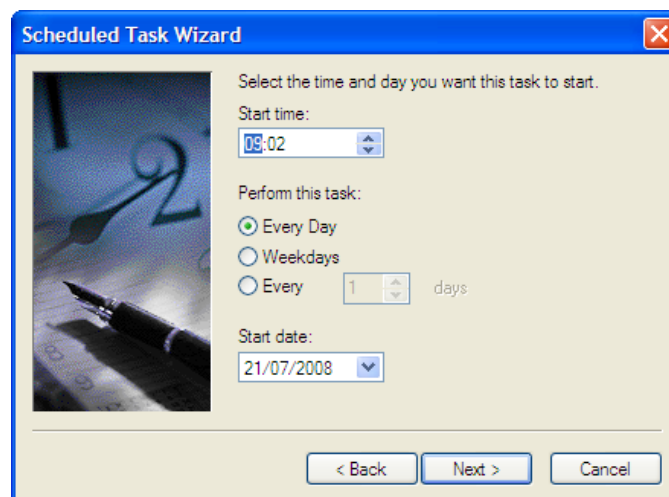 Scheduled Task Wizard
Select the time and day you want this task to start.
Start time:
09:02
Perform this task:
Every Day
Weekdays
Every 1 days
Start date:
21/07/2008
< Back Next > Cancel